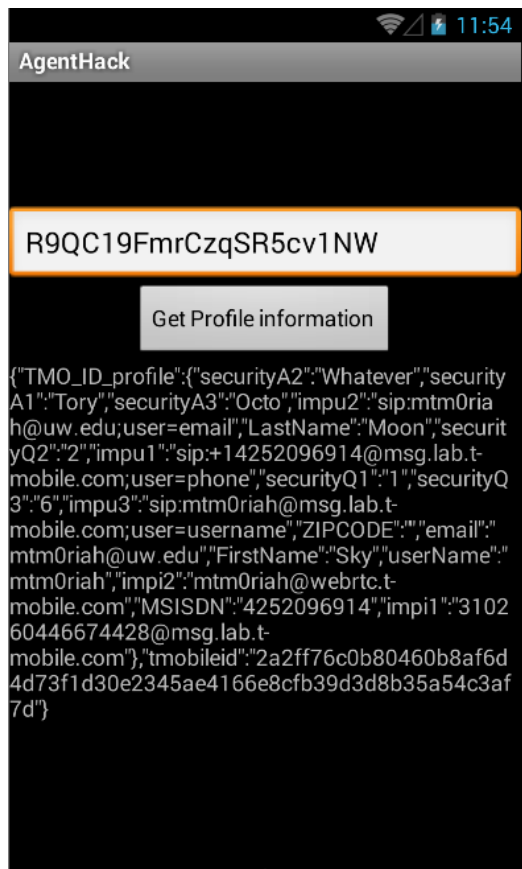 11:54
AgentHack
R9QC19FmrCzqSR5cv1NW
Get Profile information
{"TMO_ID_profile":{"securityA2":"Whatever","security
A1":"Tory","securityA3":"Octo","impu2":"sip:mtm0ria
h@uw.edu;user=email","LastName":"Moon","securit
yQ2":"2","impu1":"sip:+14252096914@msg.lab.t-
mobile.com;user=phone","securityQ1":"1","securityQ
3":"6","impu3":"sip:mtm0riah@msg.lab.t-
mobile.com;user=username","ZIPCODE":"","email":"
mtm0riah@uw.edu","FirstName":"Sky","userName":"
mtm0riah","impi2":"mtm0riah@webrtc.t-
mobile.com","MSISDN":"4252096914","impi1":"3102
60446674428@msg.lab.t-
mobile.com"},"tmobileid":"2a2ff76c0b80460b8af6d
4d73f1d30e2345ae4166e8cfb39d3d8b35a54c3af
7d"}